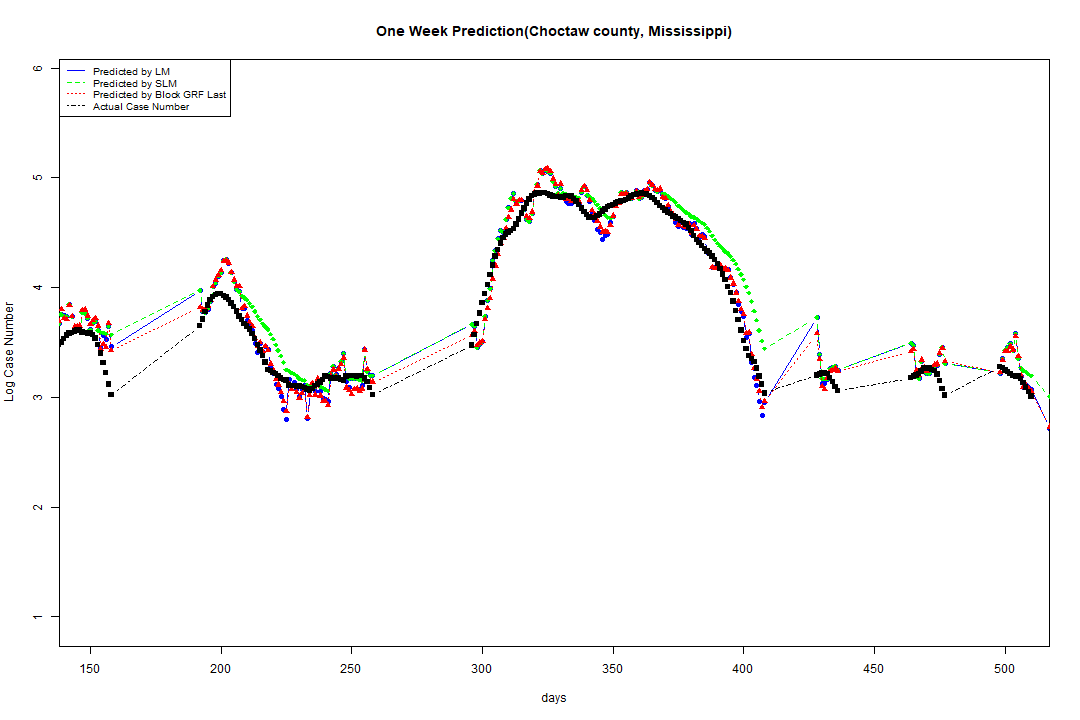 One Week Prediction(Choctaw county, Mississippi)
Predicted by LM
Predicted by SLM
Predicted by Block GRF Last
Actual Case Number
6
5
4
3
2
1
Log Case Number
150 200 250 300 350 400 450 500
days